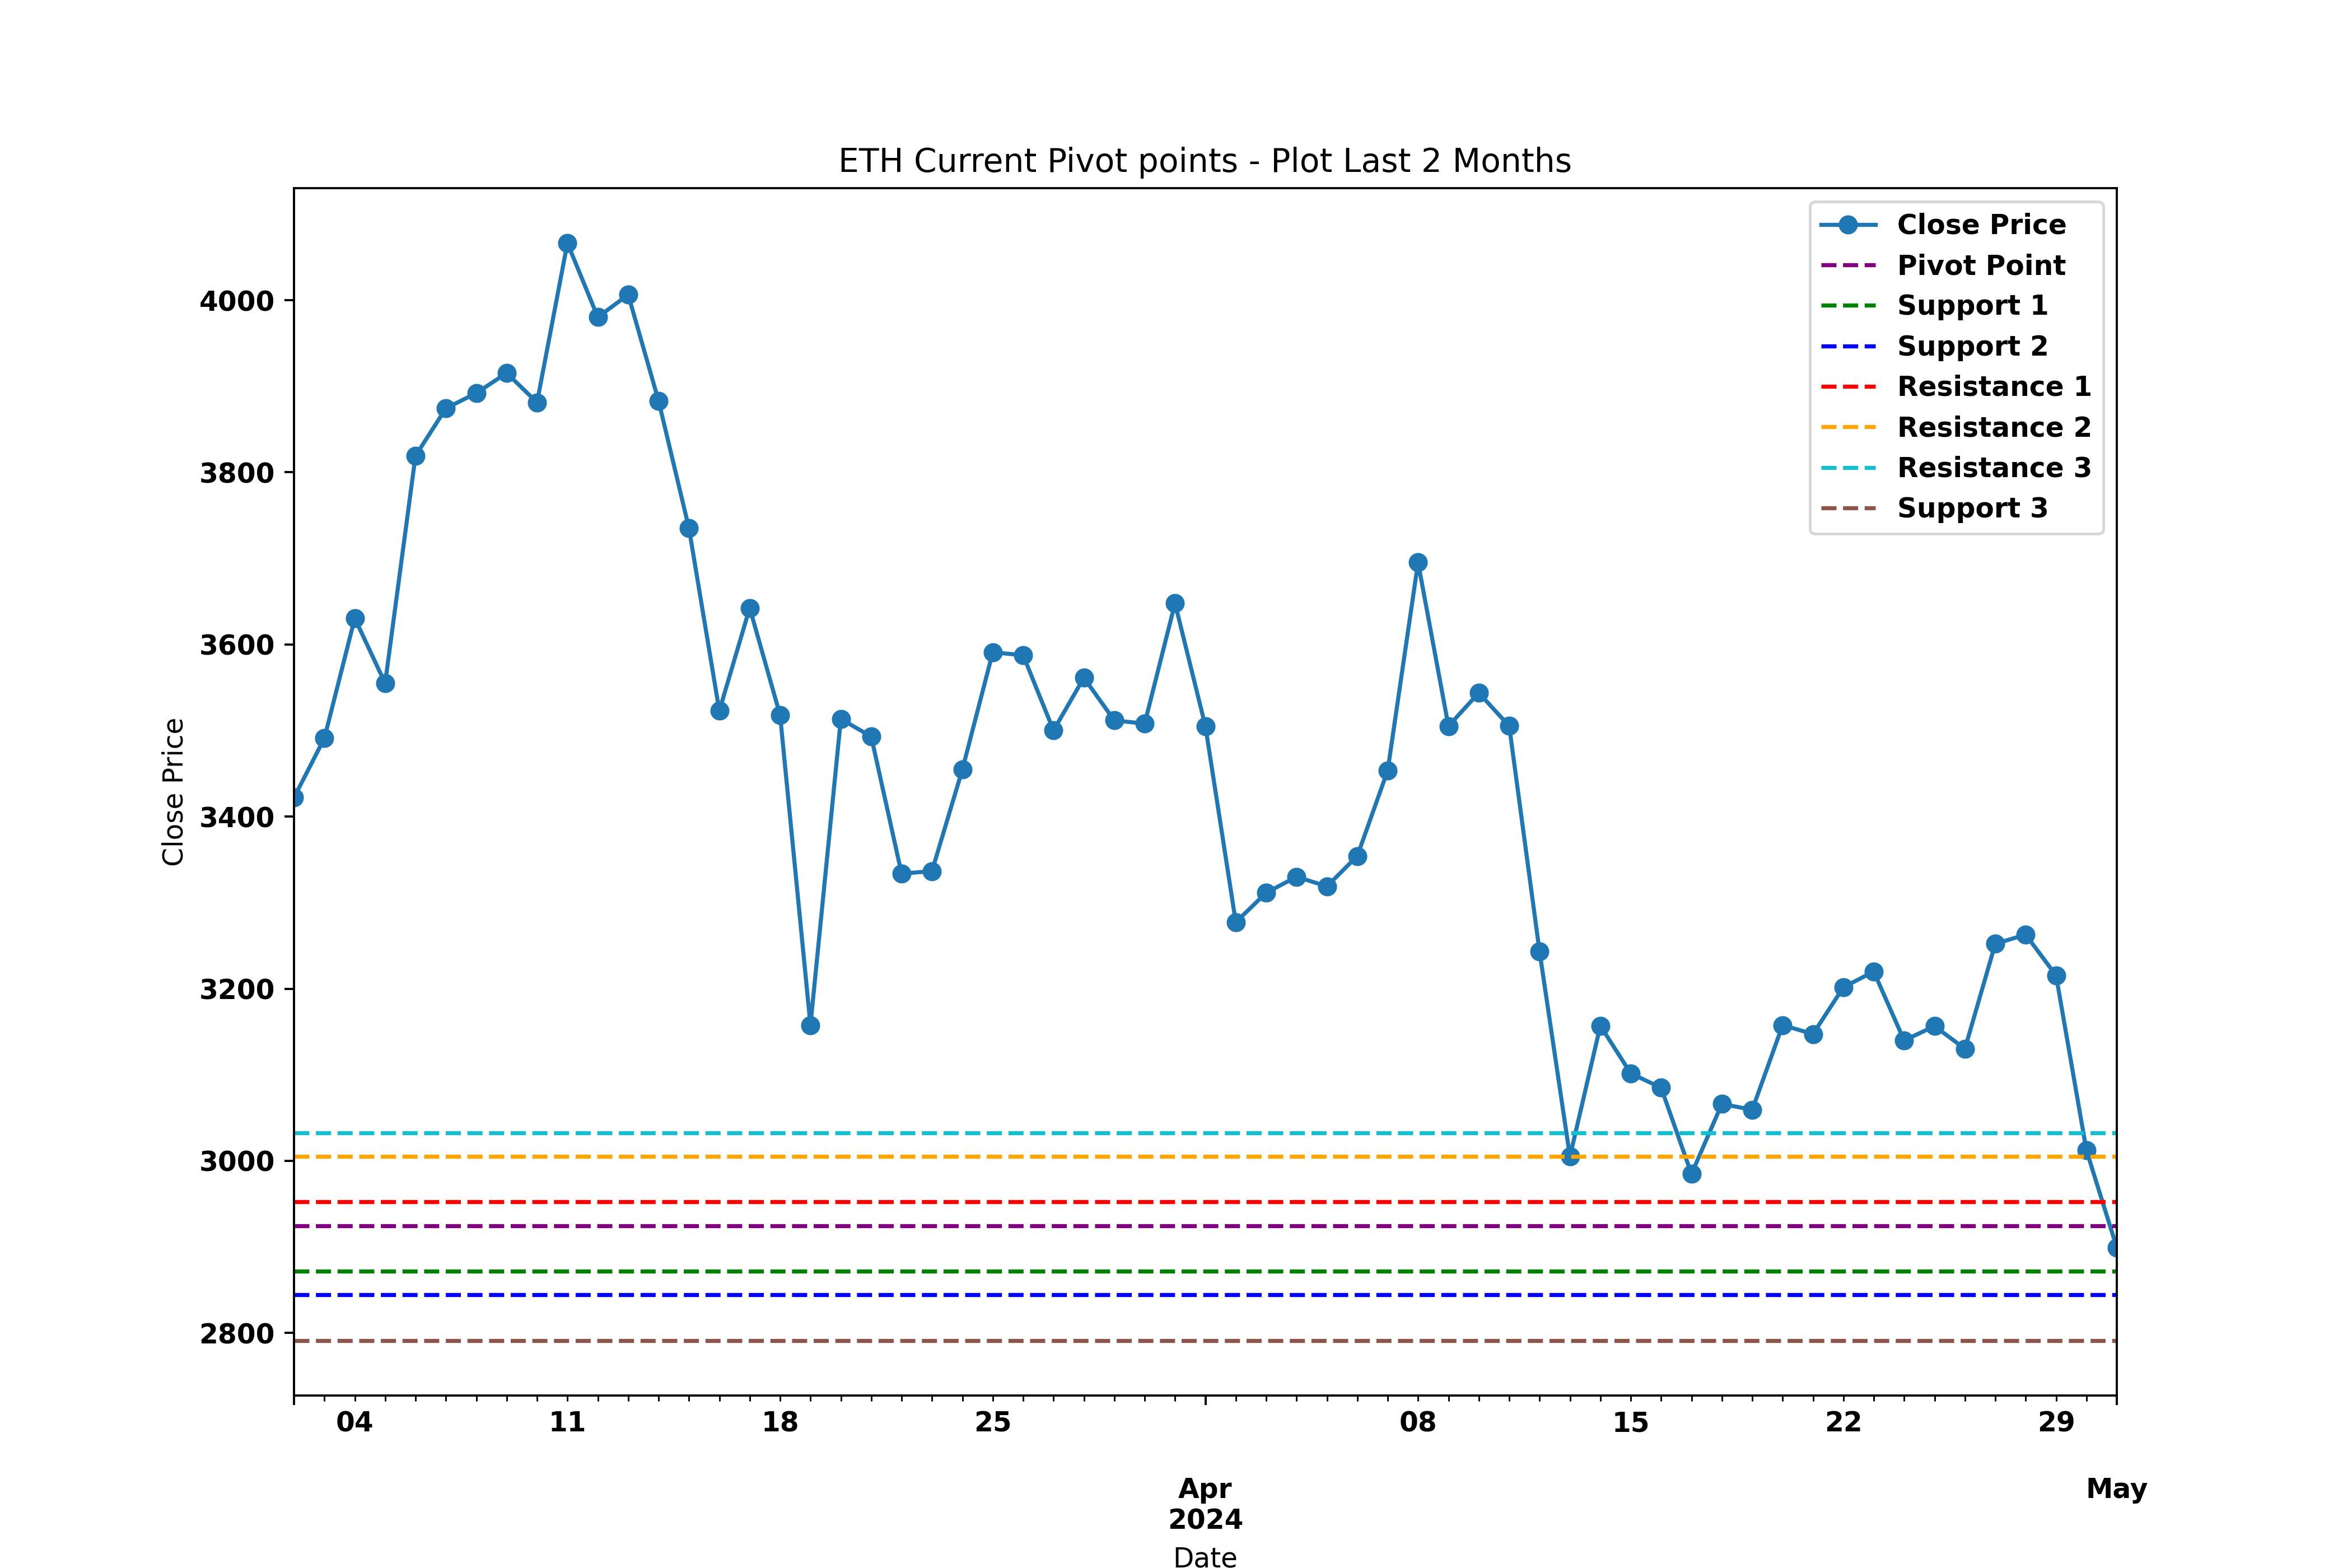 ETH Current Pivot points - Plot Last 2 Months
Close Price
Pivot Point
Support 1
Support 2
Resistance 1
Resistance 2
Resistance 3
Support 3
4000
3800
3600
3400
3200
3000
2800
Close Price
04 11 18 25 08 15 22 29
Apr May
2024
Date